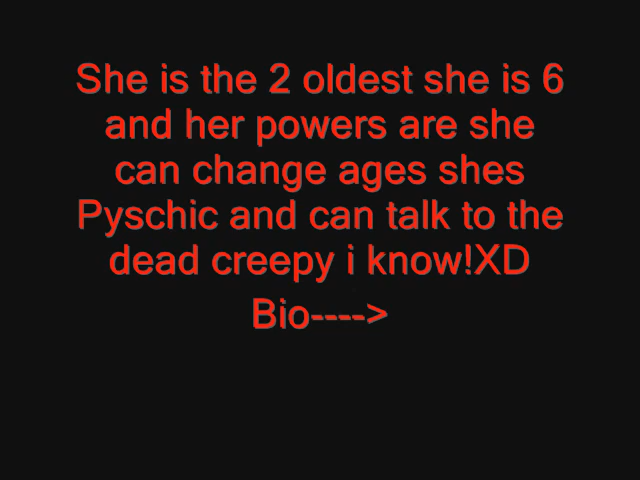 She is the 2 oldest she is 6
and her powers are she
can change ages shes
Pyschic and can talk to the
dead creepy i know!XD
Bio---->